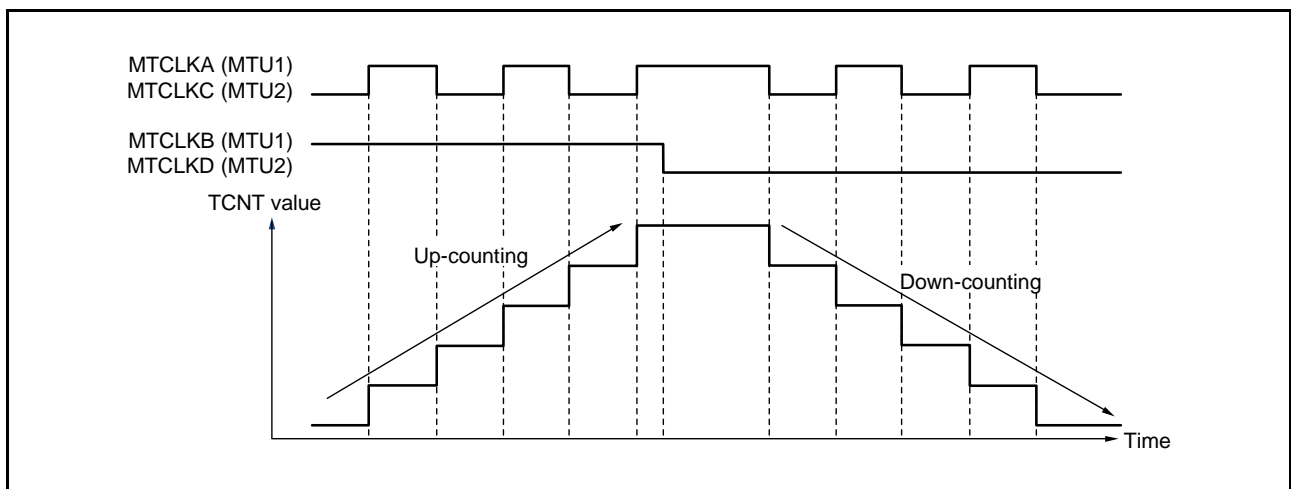 MTCLKA (MTU1)
MTCLKC (MTU2)
MTCLKB (MTU1)
MTCLKD (MTU2)
TCNT value
Up-counting
Down-counting
Time